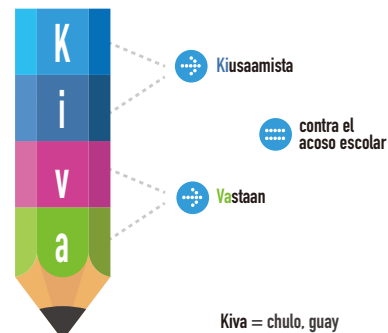 K
i
v
a
Kiusaamista
Vastaan
contra el
acoso escolar
Kiva = chulo, guay